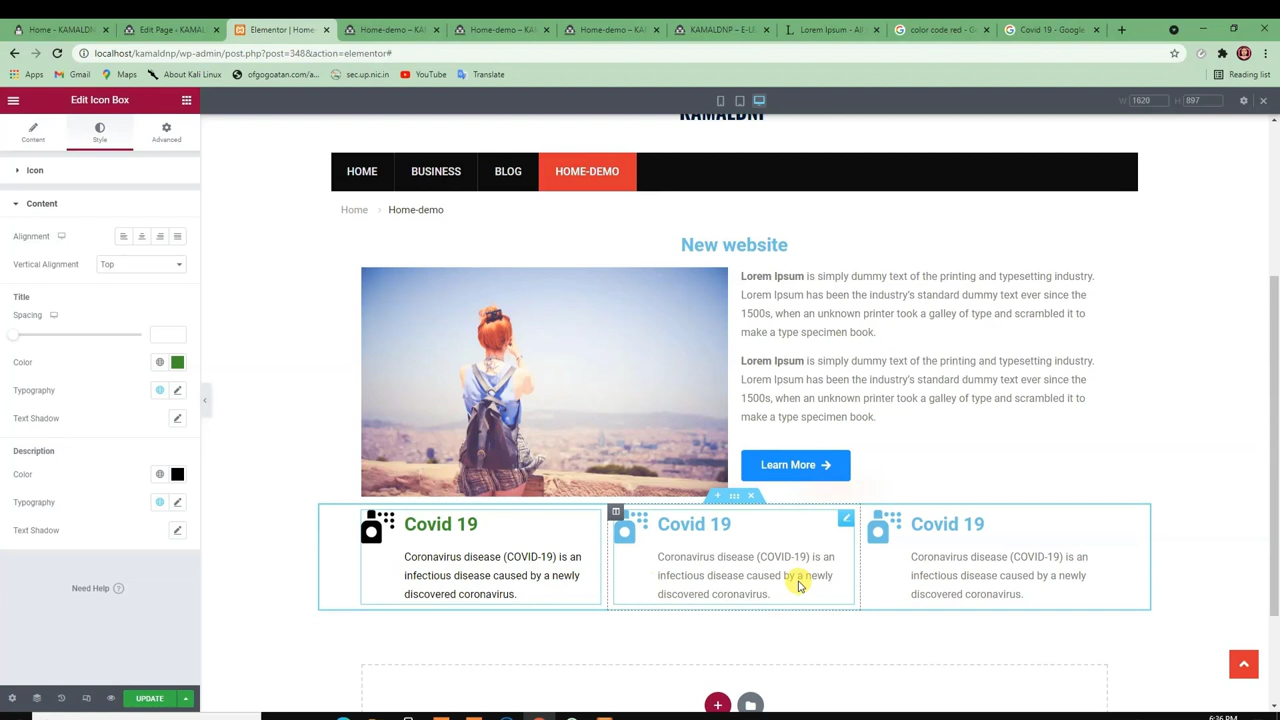 Home - KAMALDNP
Edit Page ‹ KAMAL
Elementor | Home
Home-demo – KAM
Home-demo – KAM
Home-demo – KAM
KAMALDNP – E-L
Lorem Ipsum - All
color code red. - G
Covid 19 - Google
localhost/kamaldnp/wp-admin/post.php?post=348&action=elementor#
Apps
Gmail
Maps
About Kali Linux
ofgogoatan.com/a...
sec.up.nic.in
YouTube
Translate
Reading list
Edit Icon Box
W 1620 H 897
Content
Style
Advanced
KAMALDNP
Icon
HOME
BUSINESS
BLOG
HOME-DEMO
Content
Home > Home-demo
Alignment
New website
Vertical Alignment
Top
Lorem Ipsum is simply dummy text of the printing and typesetting industry.
Lorem Ipsum has been the industry's standard dummy text ever since the
1500s, when an unknown printer took a galley of type and scrambled it to
make a type specimen book.
Title
Spacing
Color
Typography
Text Shadow
Lorem Ipsum is simply dummy text of the printing and typesetting industry.
Lorem Ipsum has been the industry's standard dummy text ever since the
1500s, when an unknown printer took a galley of type and scrambled it to
make a type specimen book.
Description
Color
Typography
Text Shadow
Learn More
Covid 19
Coronavirus disease (COVID-19) is an
infectious disease caused by a newly
discovered coronavirus.
Covid 19
Coronavirus disease (COVID-19) is an
infectious disease caused by a newly
discovered coronavirus.
Covid 19
Coronavirus disease (COVID-19) is an
infectious disease caused by a newly
discovered coronavirus.
Need Help
UPDATE
6:36 PM